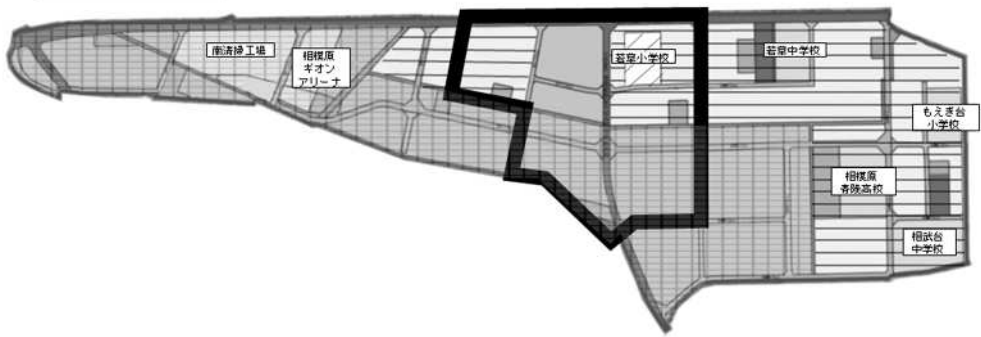 南清掃工場
相模原
ギオン
アリーナ
若草小学校
若草中学校
もえぎ台
小学校
相模原
青陵高校
相武台
中学校